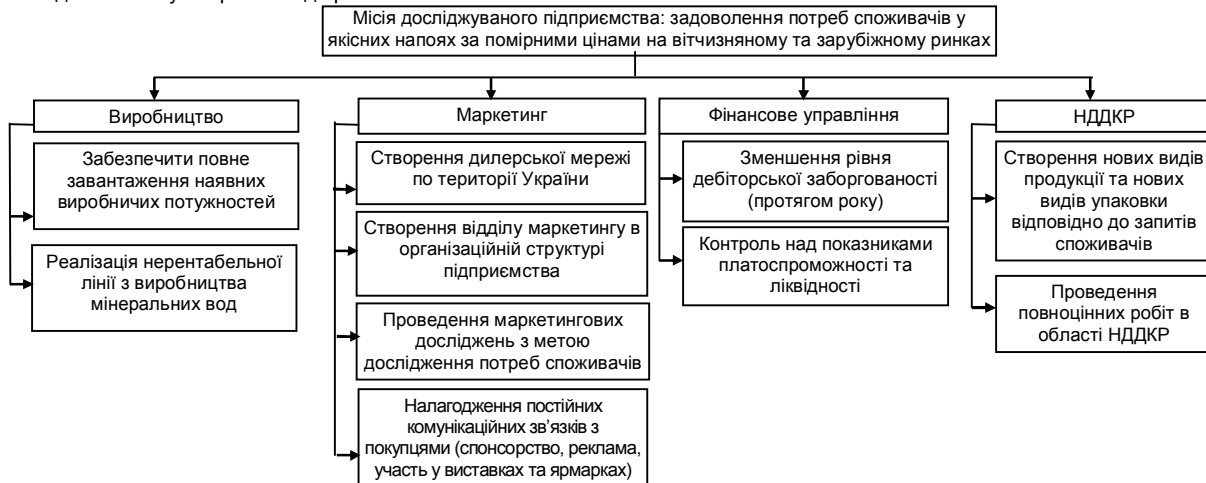 Місія досліджуваного підприємства: задоволення потреб споживачів у
якісних напоях за помірними цінами на вітчизняному та зарубіжному ринках
Виробництво
Забезпечити повне
завантаження наявних
виробничих потужностей
Реалізація нерентабельної
лінії з виробництва
мінеральних вод
Маркетинг
Створення дилерської мережі
по території України
Створення відділу маркетингу в
організаційній структурі
підприємства
Проведення маркетингових
досліджень з метою
дослідження потреб споживачів
Налагодження постійних
комунікаційних зв’язків з
покупцями (спонсорство, реклама,
участь у виставках та ярмарках)
Фінансове управління
Зменшення рівня
дебіторської заборгованості
(протягом року)
Контроль над показниками
платоспроможності та
ліквідності
НДДКР
Створення нових видів
продукції та нових
видів упаковки
відповідно до запитів
споживачів
Проведення
повноцінних робіт в
області НДДКР